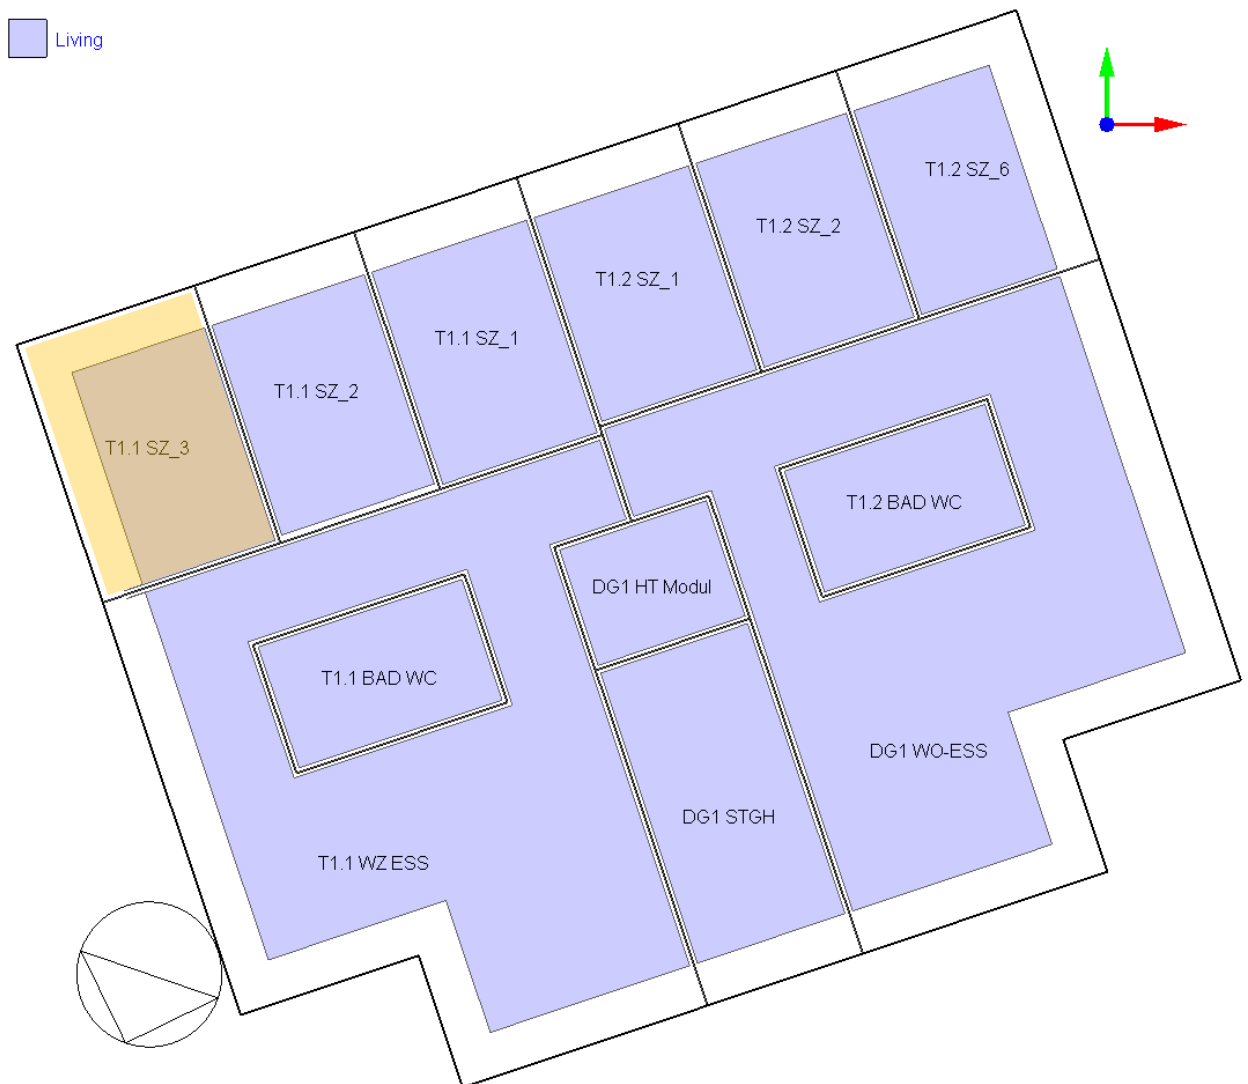 Living
T1.2 SZ_6
T1.2 SZ_2
T1.2 SZ_1
T1.1 SZ_1
T1.1 SZ_2
T1.1 SZ_3
T1.2 BAD WC
DG1 HT Modul
T1.1 BAD WC
DG1 WO-ESS
DG1 STGH
T1.1 WZ ESS